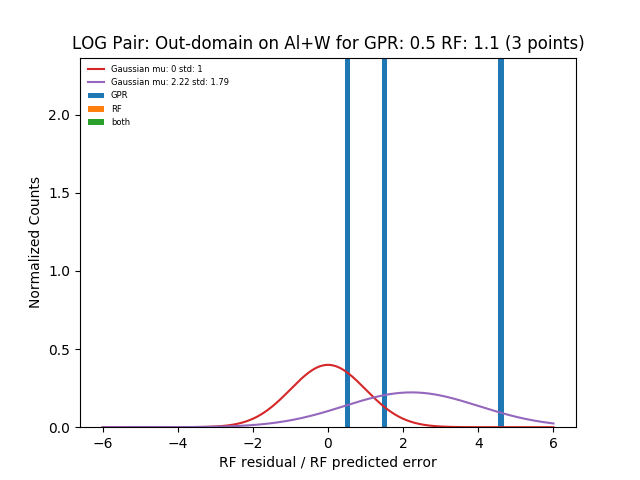 LOG Pair: Out-domain on Al+W for GPR: 0.5 RF: 1.1 (3 points)
Gaussian mu: 0 std: 1
Gaussian mu: 2.22 std: 1.79
GPR
RF
both
Normalized Counts
2.0
1.5
1.0
0.5
0.0
−6 −4 −2 0 2 4 6
RF residual / RF predicted error